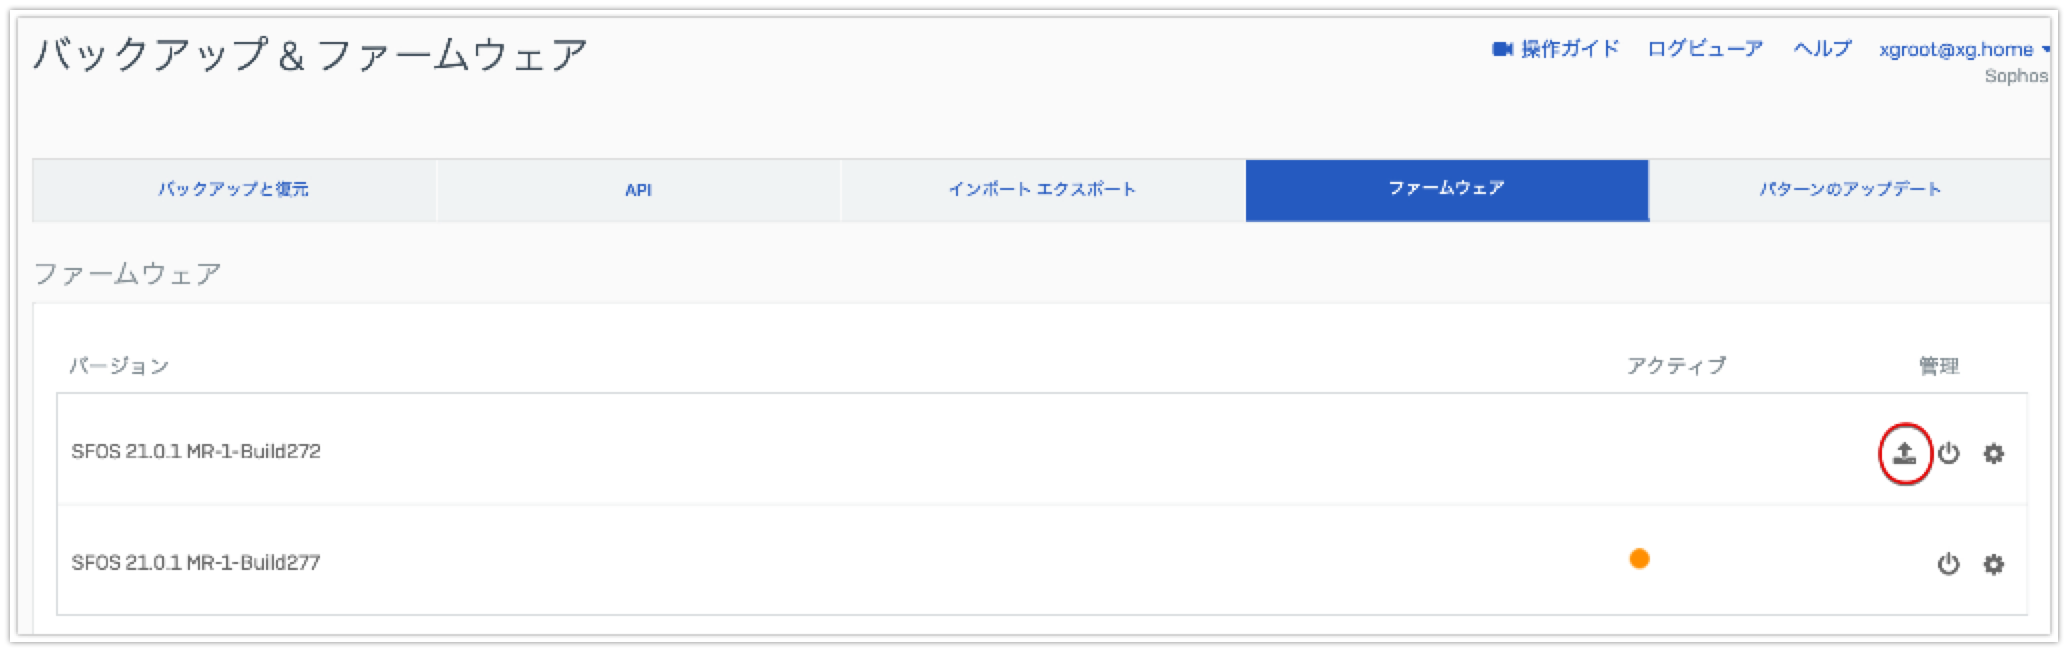 バックアップ & ファームウェア
操作ガイド ログビューア ヘルプ xgroot@xg.home
Sophos
バックアップと復元 API インポート エクスポート ファームウェア パターンのアップデート
ファームウェア
バージョン アクティブ 管理
SFOS 21.0.1 MR-1-Build272
SFOS 21.0.1 MR-1-Build277